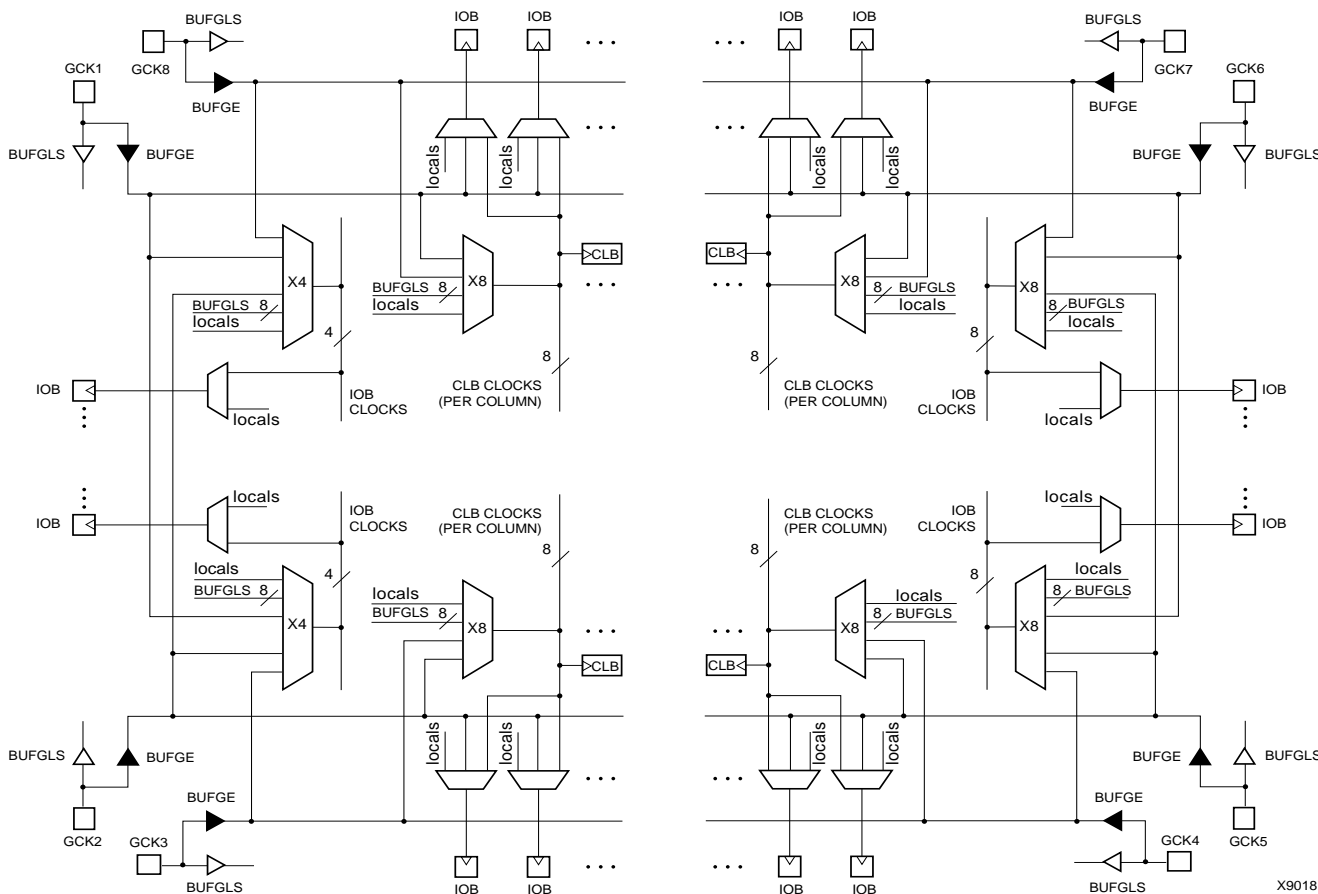 BUFGLS IOB IOB IOB IOB BUFGLS
GCK8 GCK7
GCK1 BUFGE BUFGE GCK6
BUFGLS BUFGE BUFGE BUFGLS
locals locals locals locals
X4 X8 CLB CLB X8 X8
BUFGLS 8 BUFGLS 8 8 BUFGLS 8 BUFGLS
locals locals locals locals
4 8 8 8
IOB IOB CLOCKS CLB CLOCKS (PER COLUMN) CLB CLOCKS (PER COLUMN) IOB CLOCKS IOB
locals locals
locals locals
IOB IOB CLOCKS CLB CLOCKS (PER COLUMN) CLB CLOCKS (PER COLUMN) IOB CLOCKS IOB
4 8 8 8
locals locals locals locals
BUFGLS 8 BUFGLS 8 8 BUFGLS 8 BUFGLS
X4 X8 X8 X8
CLB CLB
locals locals locals locals
BUFGLS BUFGE BUFGE BUFGLS
GCK2 BUFGE BUFGE GCK5
GCK3 GCK4
BUFGLS IOB IOB IOB IOB BUFGLS
X9018